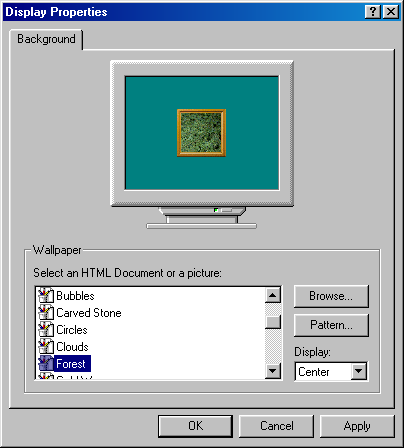 Display Properties
Background
Wallpaper
Select an HTML Document or a picture:
Bubbles
Carved Stone
Circles
Clouds
Forest
Browse...
Pattern...
Display:
Center
OK
Cancel
Apply